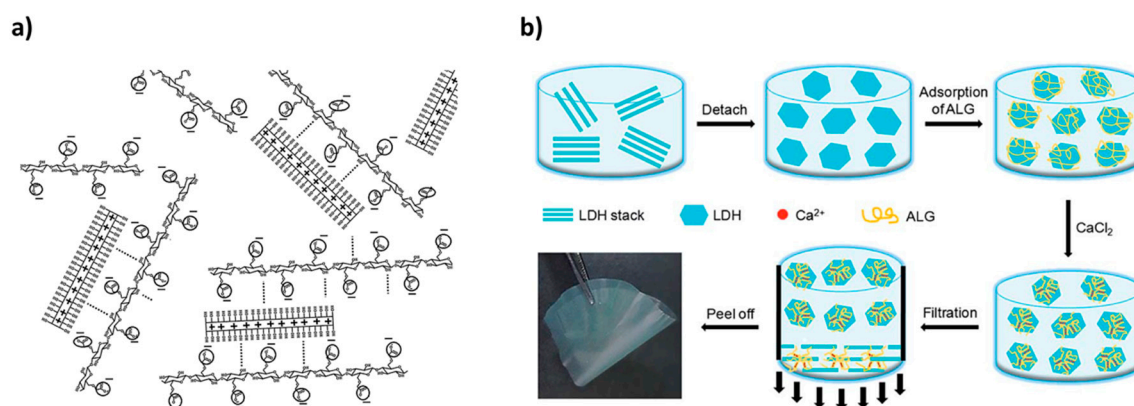 a)
b)
Detach
Adsorption
of ALG
LDH stack
LDH
Ca²⁺
ALG
CaCl₂
Peel off
Filtration